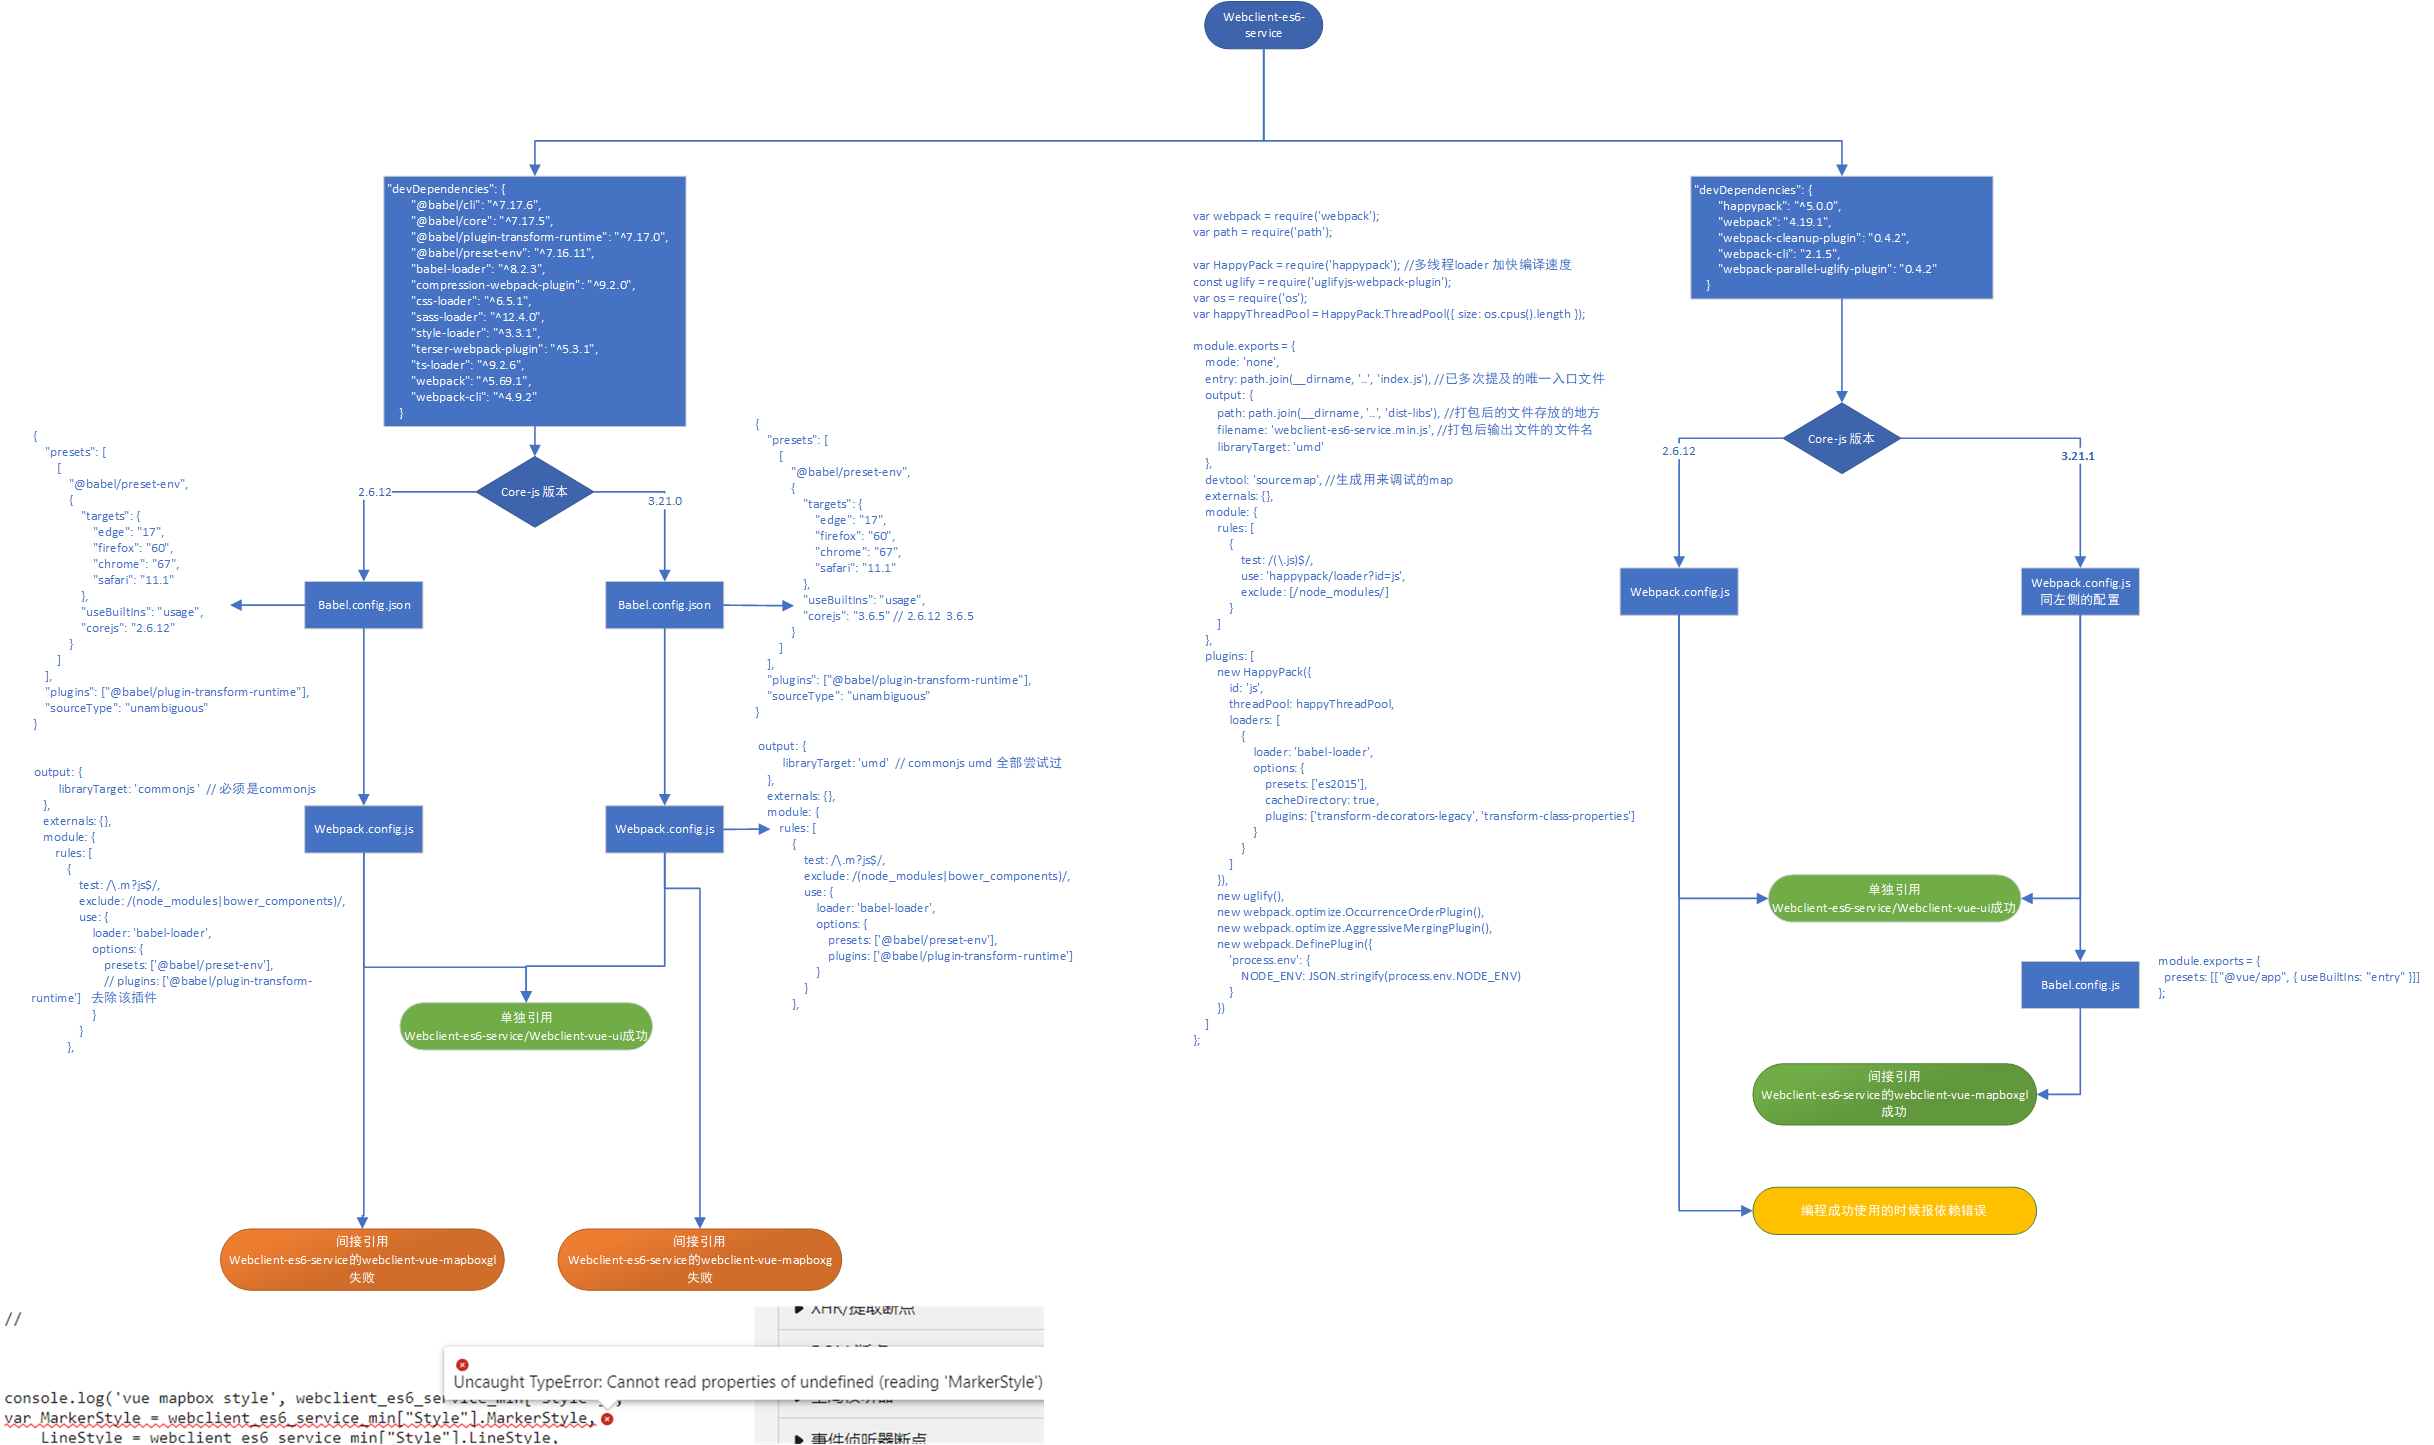 Webclient-es6-
service
"devDependencies": {
"@babel/cli": "^7.17.6",
"@babel/core": "^7.17.5",
"@babel/plugin-transform-runtime": "^7.17.0",
"@babel/preset-env": "^7.16.11",
"babel-loader": "^8.2.3",
"compression-webpack-plugin": "^9.2.0",
"css-loader": "^6.5.1",
"sass-loader": "^12.4.0",
"style-loader": "^3.3.1",
"terser-webpack-plugin": "^5.3.1",
"ts-loader": "^9.2.6",
"webpack": "^5.69.1",
"webpack-cli": "^4.9.2"
}
Core-js 版本
2.6.12
3.21.0
{
"presets": [
[
"@babel/preset-env",
{
"targets": {
"edge": "17",
"firefox": "60",
"chrome": "67",
"safari": "11.1"
},
"useBuiltIns": "usage",
"corejs": "2.6.12"
}
]
],
"plugins": ["@babel/plugin-transform-runtime"],
"sourceType": "unambiguous"
}
Babel.config.json
Babel.config.json
{
"presets": [
[
"@babel/preset-env",
{
"targets": {
"edge": "17",
"firefox": "60",
"chrome": "67",
"safari": "11.1"
},
"useBuiltIns": "usage",
"corejs": "3.6.5" // 2.6.12 3.6.5
}
]
],
"plugins": ["@babel/plugin-transform-runtime"],
"sourceType": "unambiguous"
}
output: {
libraryTarget: 'commonjs' // 必须是commonjs
},
externals: {},
module: {
rules: [
{
test: /\.m?js$/,
exclude: /(node_modules|bower_components)/,
use: {
loader: 'babel-loader',
options: {
presets: ['@babel/preset-env'],
// plugins: ['@babel/plugin-transform-
runtime'] 去除该插件
}
}
},
Webpack.config.js
Webpack.config.js
output: {
libraryTarget: 'umd' // commonjs umd 全部尝试过
},
externals: {},
module: {
rules: [
{
test: /\.m?js$/,
exclude: /(node_modules|bower_components)/,
use: {
loader: 'babel-loader',
options: {
presets: ['@babel/preset-env'],
plugins: ['@babel/plugin-transform-runtime']
}
}
},
单独引用
Webclient-es6-service/Webclient-vue-ui成功
间接引用
Webclient-es6-service的webclient-vue-mapboxgl
失败
间接引用
Webclient-es6-service的webclient-vue-mapboxg
失败
var webpack = require('webpack');
var path = require('path');
var HappyPack = require('happypack'); //多线程loader 加快编译速度
const uglify = require('uglifyjs-webpack-plugin');
var os = require('os');
var happyThreadPool = HappyPack.ThreadPool({ size: os.cpus().length });
module.exports = {
mode: 'none',
entry: path.join(__dirname, '..', 'index.js'), //已多次提及的唯一入口文件
output: {
path: path.join(__dirname, '..', 'dist-libs'), //打包后的文件存放的地方
filename: 'webclient-es6-service.min.js', //打包后输出文件的文件名
libraryTarget: 'umd'
},
devtool: 'sourcemap', //生成用来调试的map
externals: {},
module: {
rules: [
{
test: /(\.js)$/,
use: 'happypack/loader?id=js',
exclude: [/node_modules/]
}
]
},
plugins: [
new HappyPack({
id: 'js',
threadPool: happyThreadPool,
loaders: [
{
loader: 'babel-loader',
options: {
presets: ['es2015'],
cacheDirectory: true,
plugins: ['transform-decorators-legacy', 'transform-class-properties']
}
}
]
}),
new uglify(),
new webpack.optimize.OccurrenceOrderPlugin(),
new webpack.optimize.AggressiveMergingPlugin(),
new webpack.DefinePlugin({
'process.env': {
NODE_ENV: JSON.stringify(process.env.NODE_ENV)
}
})
]
};
"devDependencies": {
"happypack": "^5.0.0",
"webpack": "4.19.1",
"webpack-cleanup-plugin": "0.4.2",
"webpack-cli": "2.1.5",
"webpack-parallel-uglify-plugin": "0.4.2"
}
Core-js 版本
2.6.12
3.21.1
Webpack.config.js
Webpack.config.js
同左侧的配置
单独引用
Webclient-es6-service/Webclient-vue-ui成功
Babel.config.js
module.exports = {
presets: [["@vue/app", { useBuiltIns: "entry" }]]
};
间接引用
Webclient-es6-service的webclient-vue-mapboxgl
成功
编程成功使用的时候报依赖错误
//
XHR/提取断点
Uncaught TypeError: Cannot read properties of undefined (reading 'MarkerStyle')
console.log('vue mapbox style', webclient_es6_service_min["Style"],
var MarkerStyle = webclient_es6_service_min["Style"].MarkerStyle,
LineStyle = webclient_es6_service_min["Style"].LineStyle,
事件侦听器断点